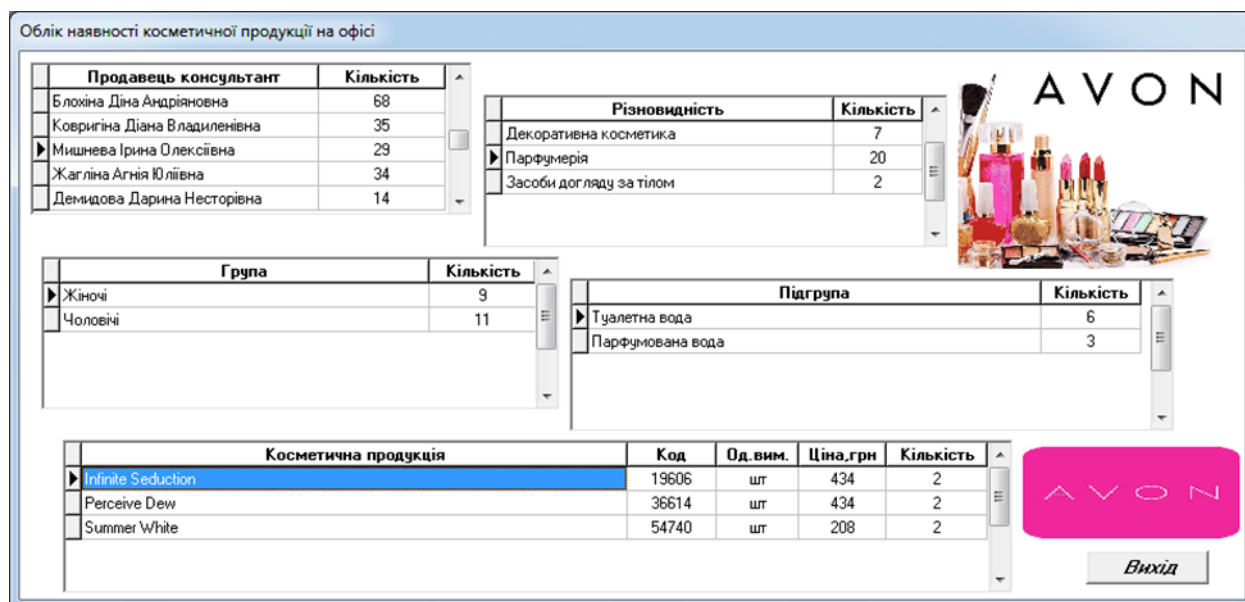 Облік наявності косметичної продукції на офісі
Продавець консультант Кількість
Блохіна Діна Андріяновна 68
Ковригіна Діана Владиленівна 35
Мишнева Ірина Олексіївна 29
Жагліна Агнія Юліївна 34
Демидова Дарина Несторівна 14
Різновидність Кількість
Декоративна косметика 7
Парфумерія 20
Засоби догляду за тілом 2
AVON
Група Кількість
Жіночі 9
Чоловічі 11
Підгрупа Кількість
Туалетна вода 6
Парфумована вода 3
Косметична продукція Код Од.вим. Ціна,грн Кількість
Infinite Seduction 19606 шт 434 2
Perceive Dew 36614 шт 434 2
Summer White 54740 шт 208 2
AVON
Вихід